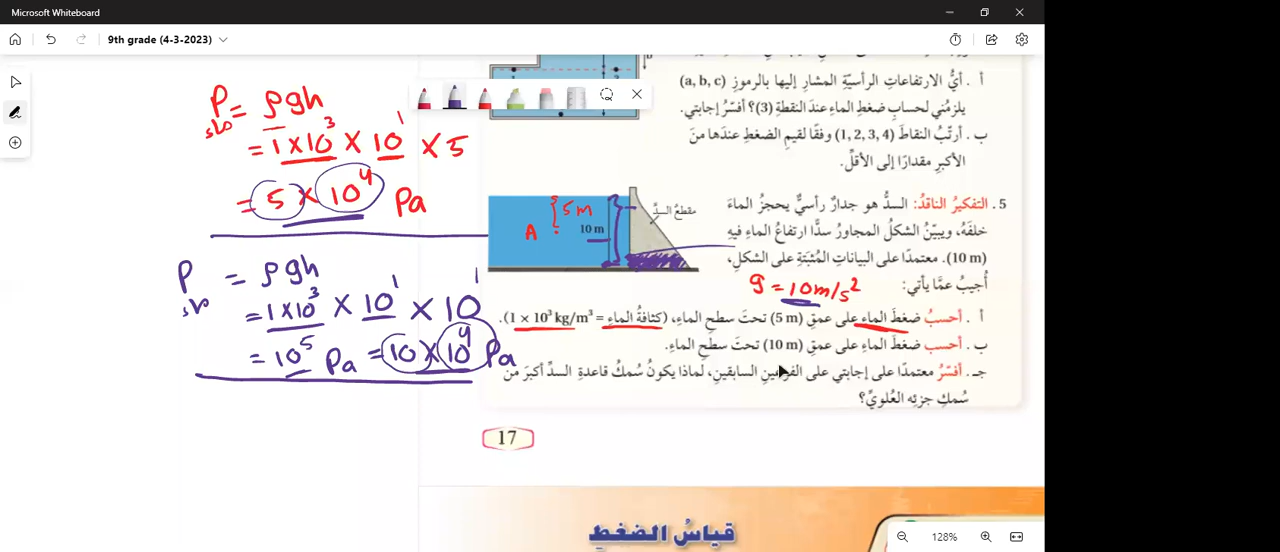 Microsoft Whiteboard
9th grade (4-3-2023)
P ماء = ρgh
= 1 × 10³ × 10¹ × 5
= 5 × 10⁴ Pa
P ماء = ρgh
= 1 × 10³ × 10¹ × 10¹
= 10⁵ Pa = 10 × 10⁴ Pa
أ . أيُّ الارتفاعاتِ الرأسيّةِ المشارِ إليها بالرموزِ (a, b, c)
يلزمُني لحسابِ ضغطِ الماءِ عندَ النقطةِ (3)؟ أفسّرُ إجابتي.
ب . أرتّبُ النقاطَ (1, 2, 3, 4) وفقًا لقيمِ الضغطِ عندَها منَ
الأكبرِ مقدارًا إلى الأقلِّ.
5 . التفكيرُ الناقدُ: السدُّ هو جدارٌ رأسيٌّ يحجزُ الماءَ
خلفَهُ، ويبيّنُ الشكلُ المجاورُ سدًّا ارتفاعُ الماءِ فيهِ
(10 m). معتمدًا على البياناتِ المُثبَتةِ على الشكلِ،
أُجيبُ عمّا يأتي:
مقطعُ السدِّ
5 m
10 m
A
g = 10 m/s²
أ . أحسبُ ضغطَ الماءِ على عمقِ (5 m) تحتَ سطحِ الماءِ، (كثافةُ الماءِ = 1 × 10³ kg/m³).
ب . أحسبُ ضغطَ الماءِ على عمقِ (10 m) تحتَ سطحِ الماءِ.
جـ . أفسّرُ معتمدًا على إجابتي على الفرعينِ السابقينِ، لماذا يكونُ سُمكُ قاعدةِ السدِّ أكبرَ منْ
سُمكِ جزئِهِ العُلويِّ؟
17
قياسُ الضغطِ
128%